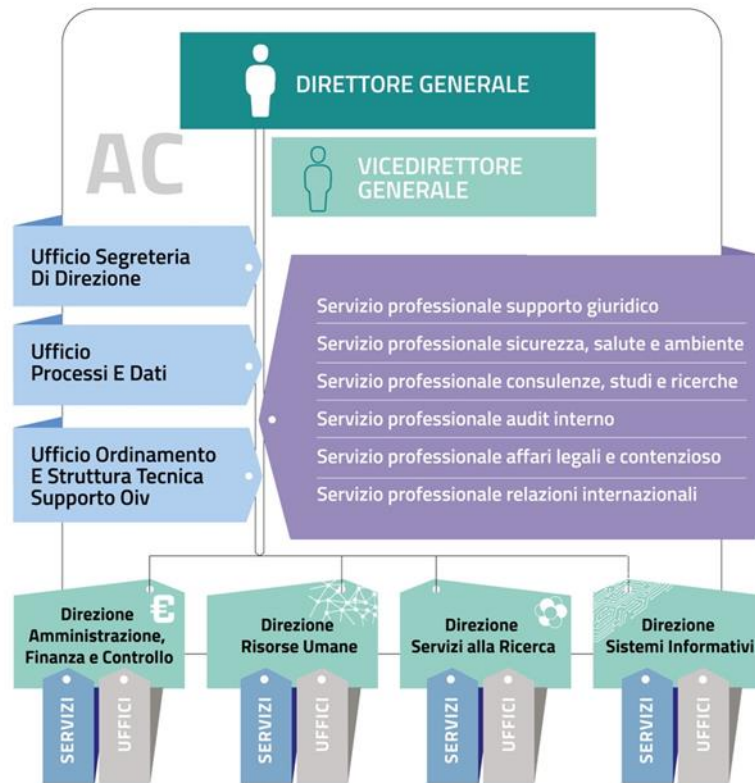 DIRETTORE GENERALE
AC
VICEDIRETTORE
GENERALE
Ufficio Segreteria
Di Direzione
Ufficio
Processi E Dati
Ufficio Ordinamento
E Struttura Tecnica
Supporto Oiv
Servizio professionale supporto giuridico
Servizio professionale sicurezza, salute e ambiente
Servizio professionale consulenze, studi e ricerche
Servizio professionale audit interno
Servizio professionale affari legali e contenzioso
Servizio professionale relazioni internazionali
€
Direzione
Amministrazione,
Finanza e Controllo
SERVIZI
UFFICI
Direzione
Risorse Umane
SERVIZI
UFFICI
Direzione
Servizi alla Ricerca
SERVIZI
UFFICI
Direzione
Sistemi Informativi
SERVIZI
UFFICI